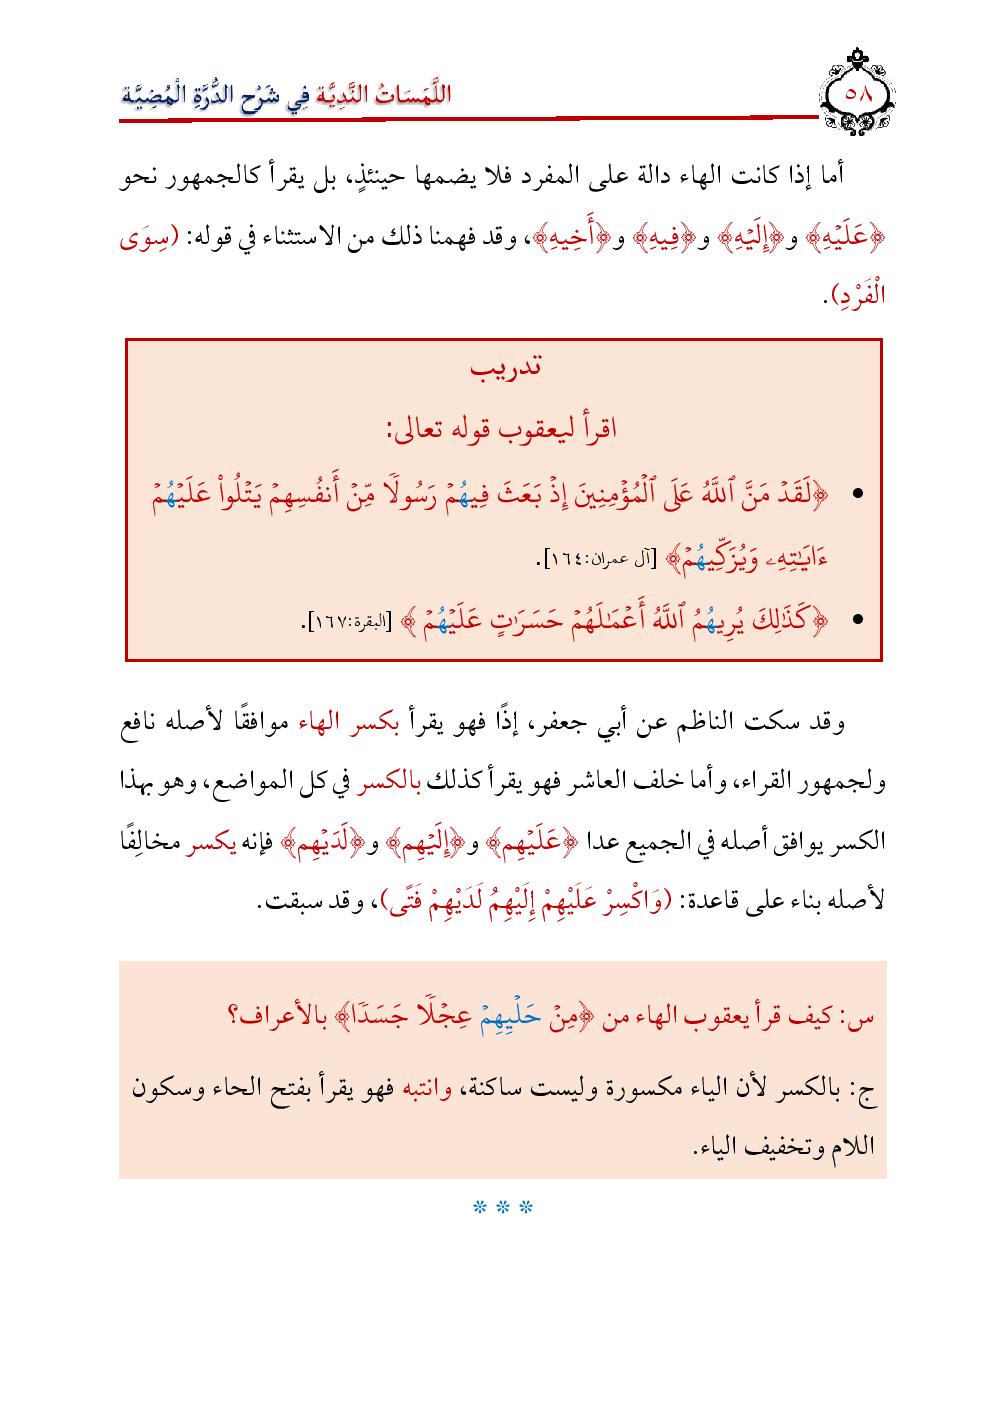 ٥٨
اللَّمَسَاتُ النَّدِيَّة فِي شَرْح الدُّرَّةِ الْمُضِيَّة
أما إذا كانت الهاء دالة على المفرد فلا يضمها حينئذٍ، بل يقرأ كالجمهور نحو
﴿عَلَيۡهِ﴾ و﴿إِلَيۡهِ﴾ و﴿فِيهِ﴾ و﴿أَخِيهِ﴾، وقد فهمنا ذلك من الاستثناء في قوله: (سِوَى
الْفَرْدِ).
تدريب
اقرأ ليعقوب قوله تعالى:
• ﴿لَقَدۡ مَنَّ ٱللَّهُ عَلَى ٱلۡمُؤۡمِنِينَ إِذۡ بَعَثَ فِيهُمۡ رَسُولٗا مِّنۡ أَنفُسِهِمۡ يَتۡلُواْ عَلَيۡهُمۡ
ءَايَٰتِهِۦ وَيُزَكِّيهُمۡ﴾ [آل عمران:١٦٤].
• ﴿كَذَٰلِكَ يُرِيهُمُ ٱللَّهُ أَعۡمَٰلَهُمۡ حَسَرَٰتٍ عَلَيۡهُمۡ ﴾ [البقرة:١٦٧].
وقد سكت الناظم عن أبي جعفر، إذًا فهو يقرأ بكسر الهاء موافقًا لأصله نافع
ولجمهور القراء، وأما خلف العاشر فهو يقرأ كذلك بالكسر في كل المواضع، وهو بهذا
الكسر يوافق أصله في الجميع عدا ﴿عَلَيۡهِم﴾ و﴿إِلَيۡهِم﴾ و﴿لَدَيۡهِم﴾ فإنه يكسر مخالِفًا
لأصله بناء على قاعدة: (وَاكْسِرْ عَلَيْهِمْ إِلَيْهِمُ لَدَيْهِمْ فَتًى)، وقد سبقت.
س: كيف قرأ يعقوب الهاء من ﴿مِنۡ حَلۡيِهِمۡ عِجۡلٗا جَسَدٗا﴾ بالأعراف؟
ج: بالكسر لأن الياء مكسورة وليست ساكنة، وانتبه فهو يقرأ بفتح الحاء وسكون
اللام وتخفيف الياء.
* * *